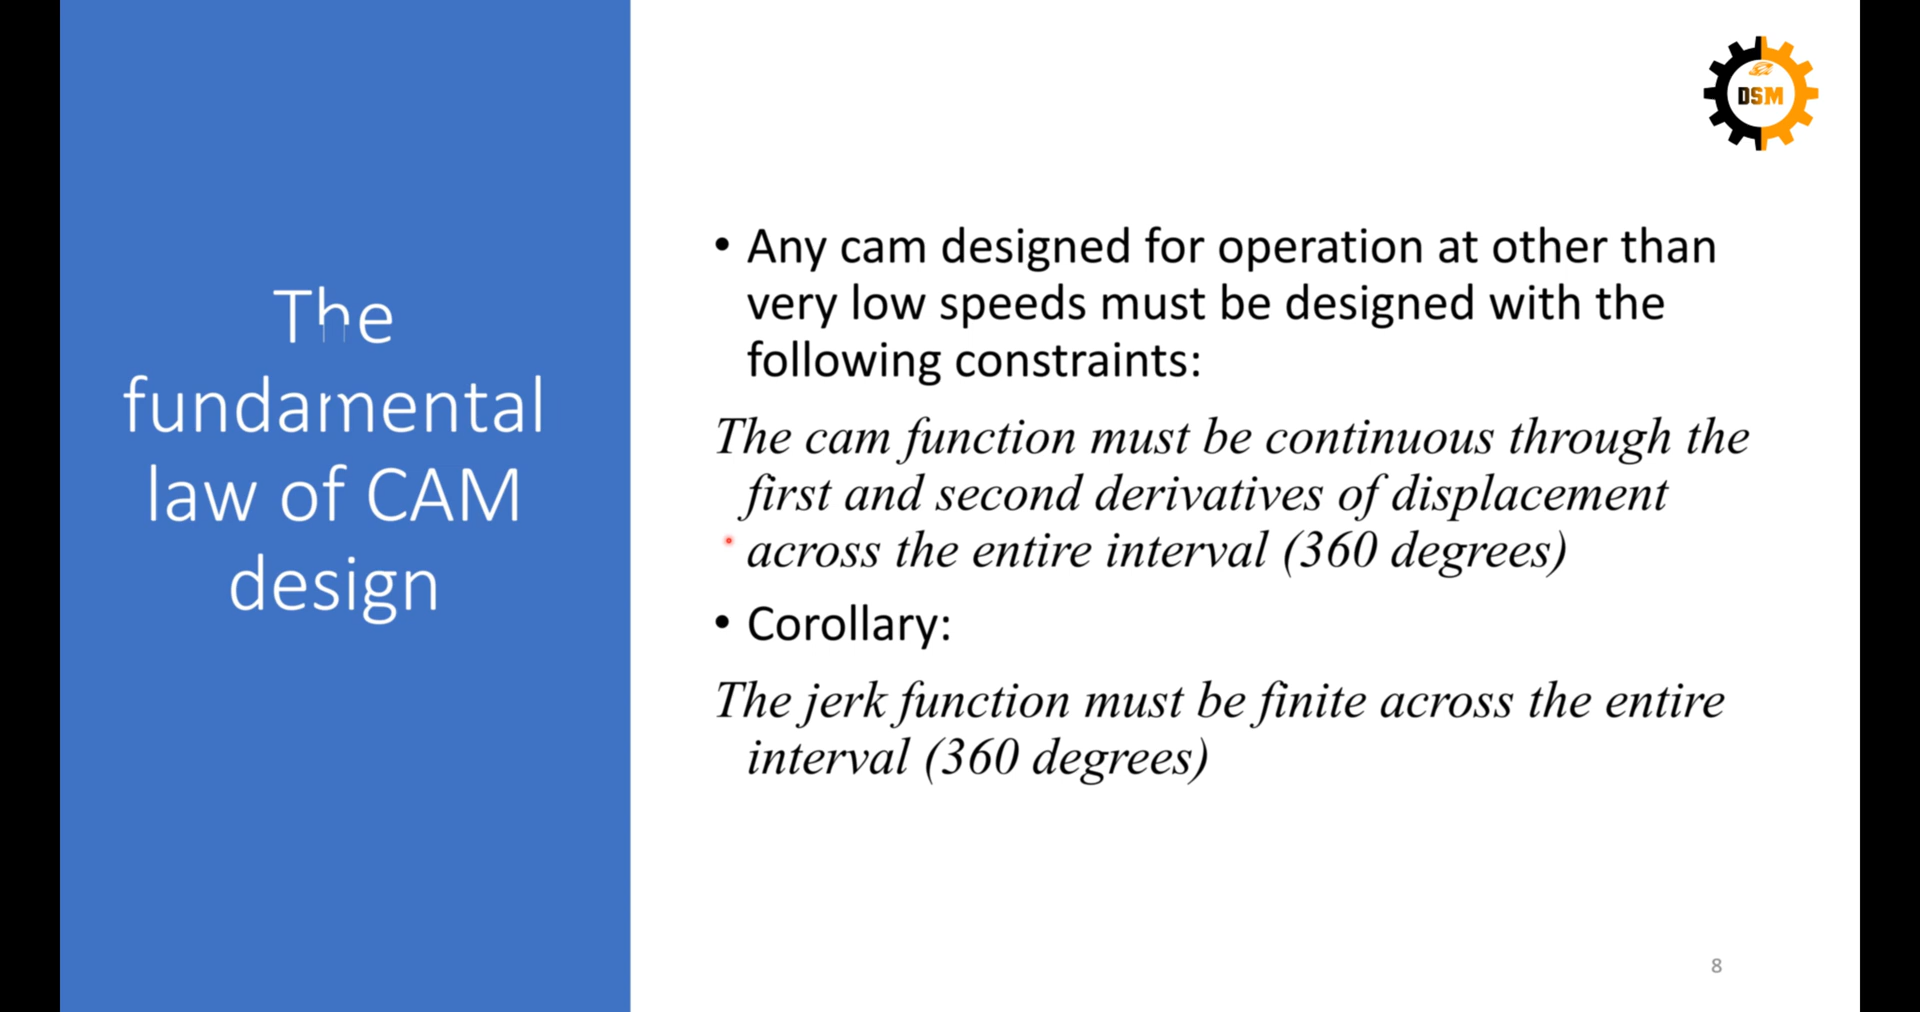 The
fundamental
law of CAM
design
DSM
• Any cam designed for operation at other than
very low speeds must be designed with the
following constraints:
The cam function must be continuous through the
first and second derivatives of displacement
across the entire interval (360 degrees)
• Corollary:
The jerk function must be finite across the entire
interval (360 degrees)
8